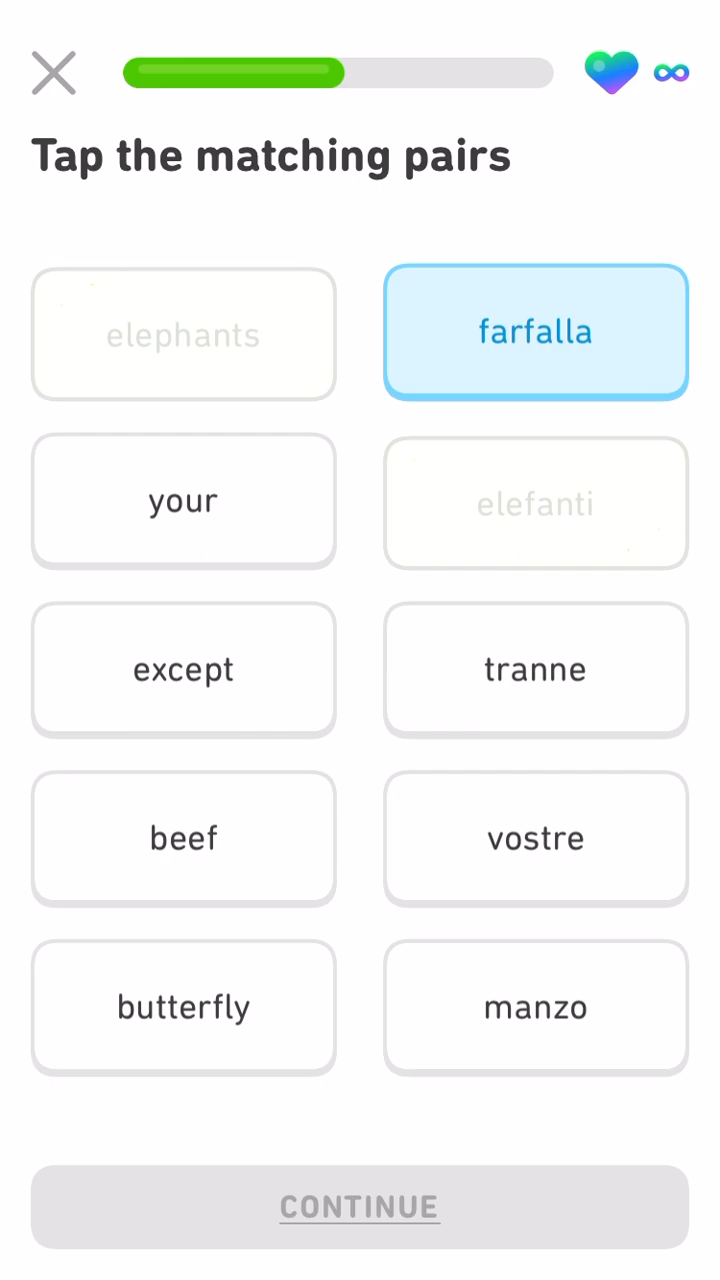 Tap the matching pairs
elephants
farfalla
your
elefanti
except
tranne
beef
vostre
butterfly
manzo
CONTINUE